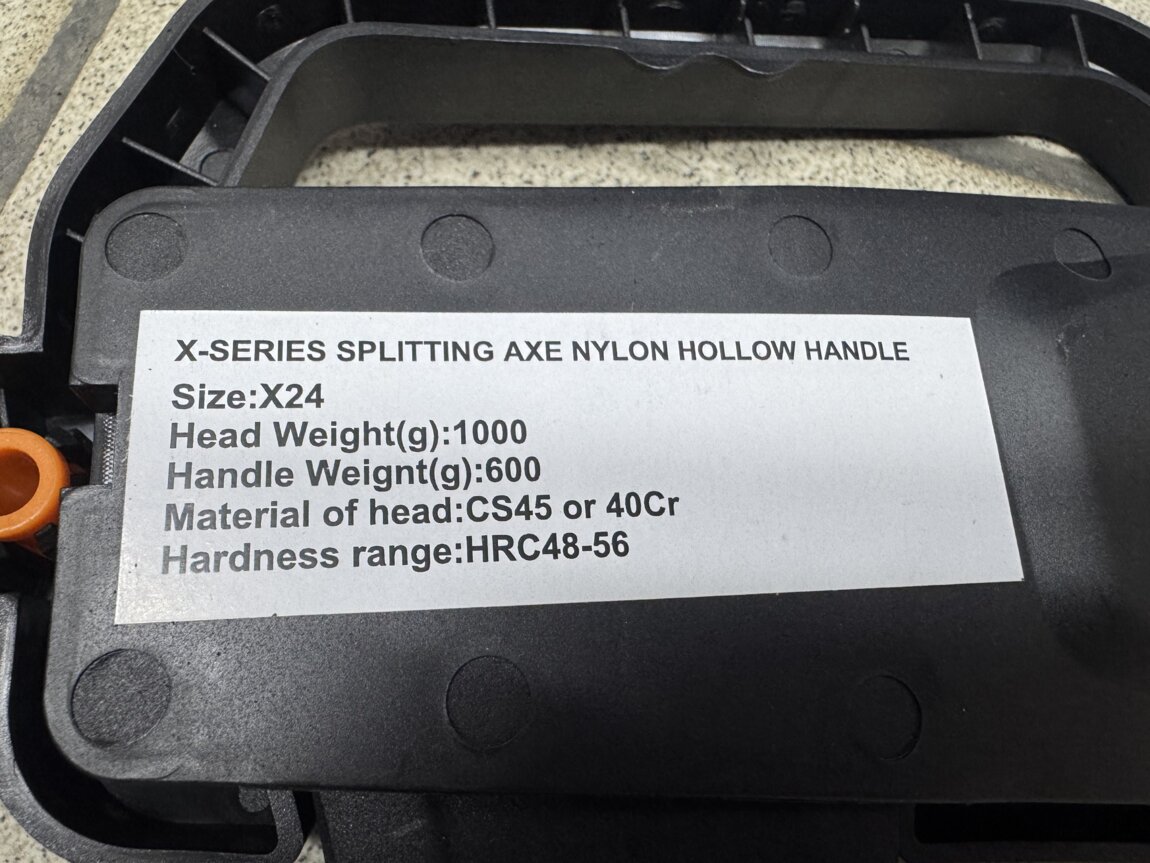 X-SERIES SPLITTING AXE NYLON HOLLOW HANDLE
Size:X24
Head Weight(g):1000
Handle Weignt(g):600
Material of head:CS45 or 40Cr
Hardness range:HRC48-56